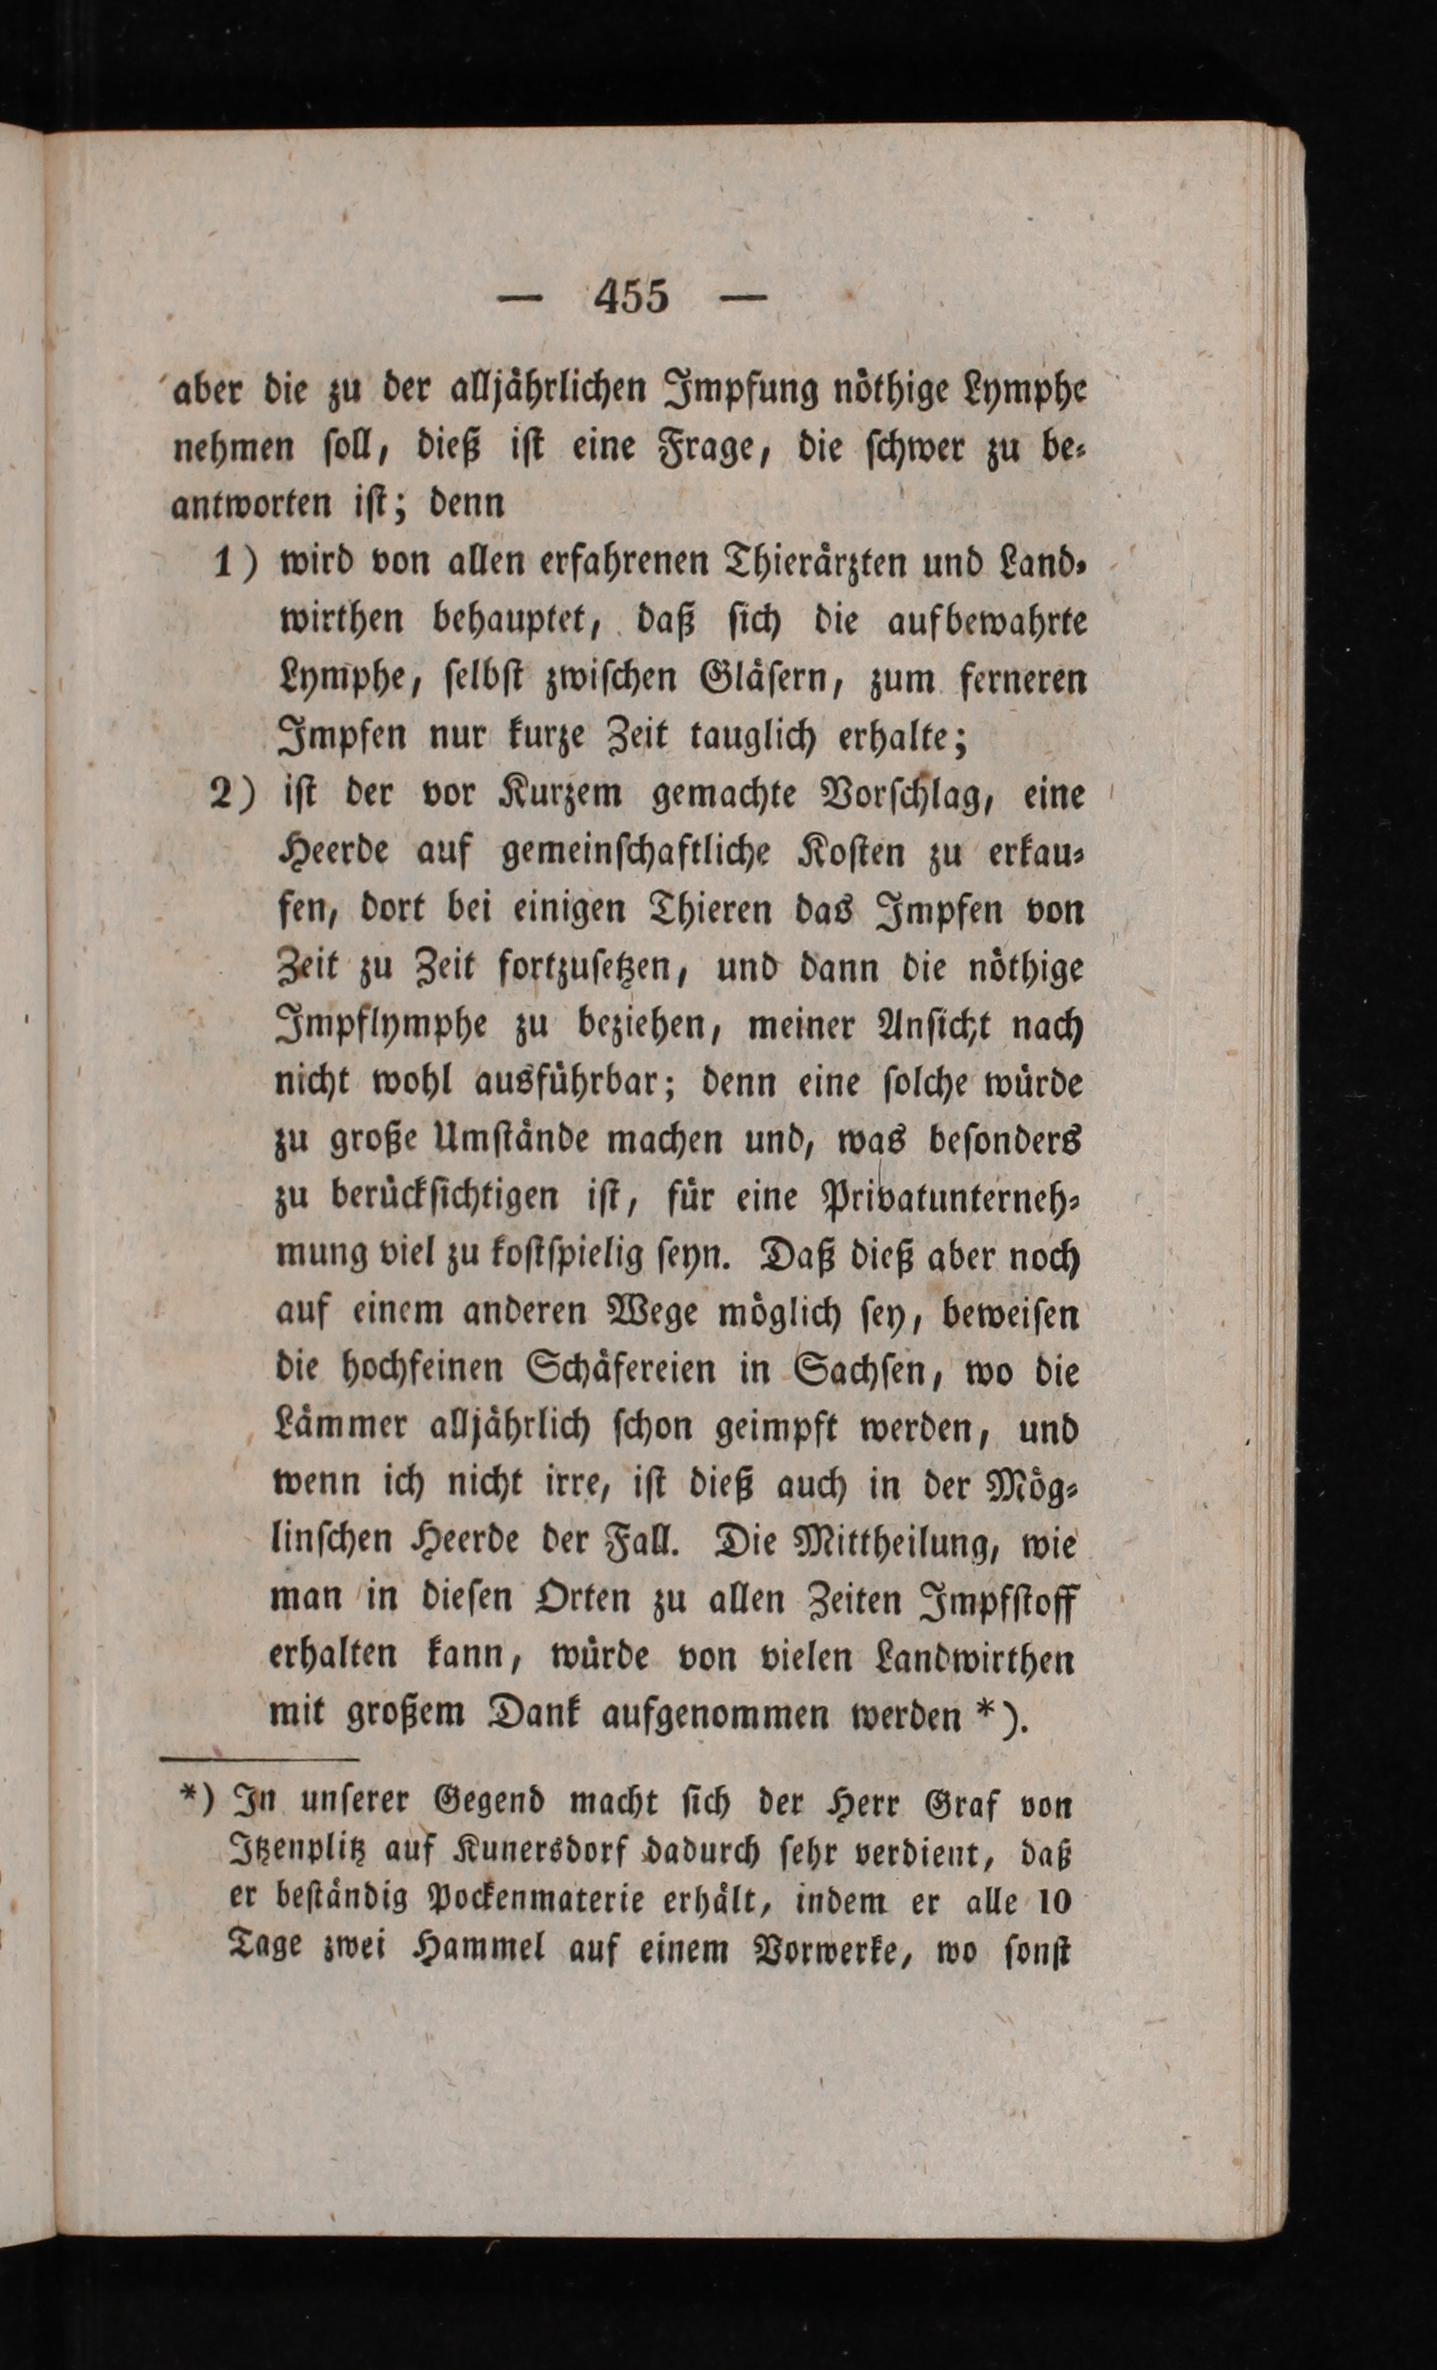 — 455 —
aber die zu der alljährlichen Impfung nöthige Lymphe
nehmen ſoll, dieß iſt eine Frage, die ſchwer zu be⸗
antworten iſt; denn
1) wird von allen erfahrenen Thierärzten und Land⸗
wirthen behauptet, daß ſich die aufbewahrte
Lymphe, ſelbſt zwiſchen Gläſern, zum ferneren
Impfen nur kurze Zeit tauglich erhalte;
2) iſt der vor Kurzem gemachte Vorſchlag, eine
Heerde auf gemeinſchaftliche Koſten zu erkau⸗
fen, dort bei einigen Thieren das Impfen von
Zeit zu Zeit fortzuſetzen, und dann die nöthige
Impflymphe zu beziehen, meiner Anſicht nach
nicht wohl ausführbar; denn eine ſolche würde
zu große Umſtände machen und, was beſonders
zu berückſichtigen iſt, für eine Privatunterneh⸗
mung viel zu koſtſpielig ſeyn. Daß dieß aber noch
auf einem anderen Wege möglich ſey, beweiſen
die hochfeinen Schäfereien in Sachſen, wo die
Lämmer alljährlich ſchon geimpft werden, und
wenn ich nicht irre, iſt dieß auch in der Mög⸗
linſchen Heerde der Fall. Die Mittheilung, wie
man in dieſen Orten zu allen Zeiten Impfſtoff
erhalten kann, würde von vielen Landwirthen
mit großem Dank aufgenommen werden *).
*) In unſerer Gegend macht ſich der Herr Graf von
Itzenplitz auf Kunersdorf dadurch ſehr verdient, daß
er beſtändig Pockenmaterie erhält, indem er alle 10
Tage zwei Hammel auf einem Vorwerke, wo ſonſt